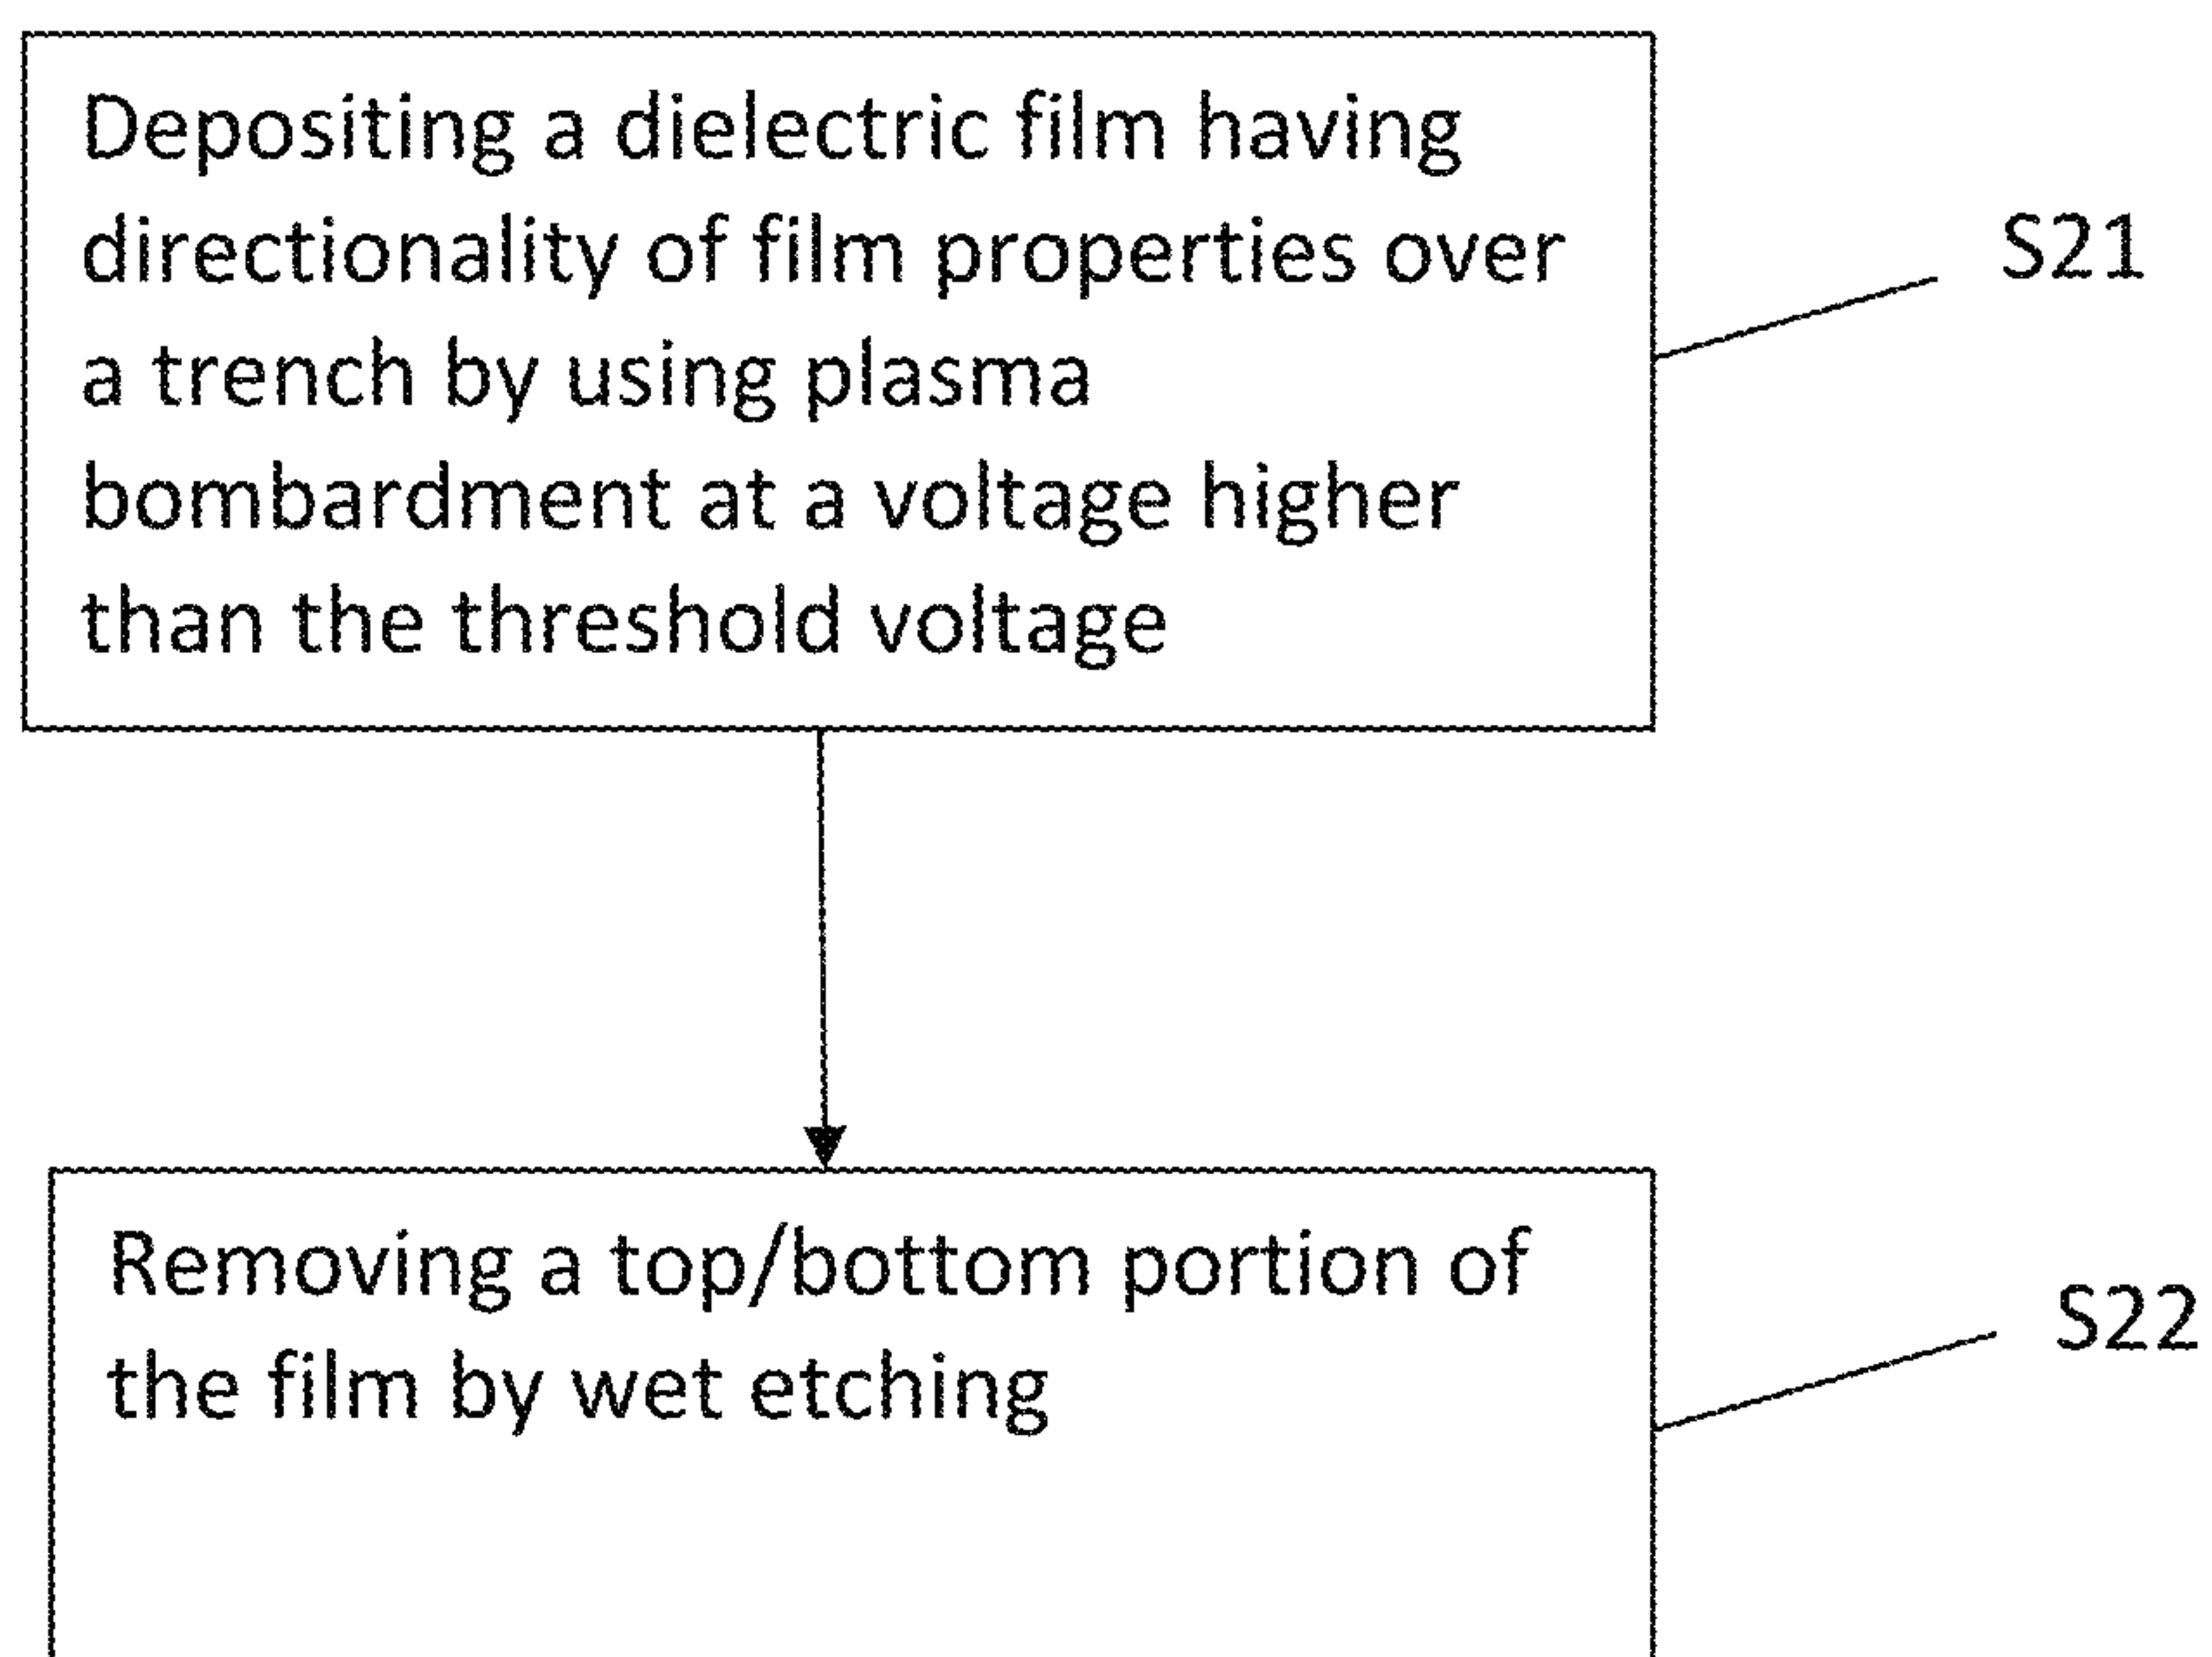 Depositing a dielectric film having
directionality of film properties over
a trench by using plasma
bombardment at a voltage higher
than the threshold voltage
S21
Removing a top/bottom portion of
the film by wet etching
S22